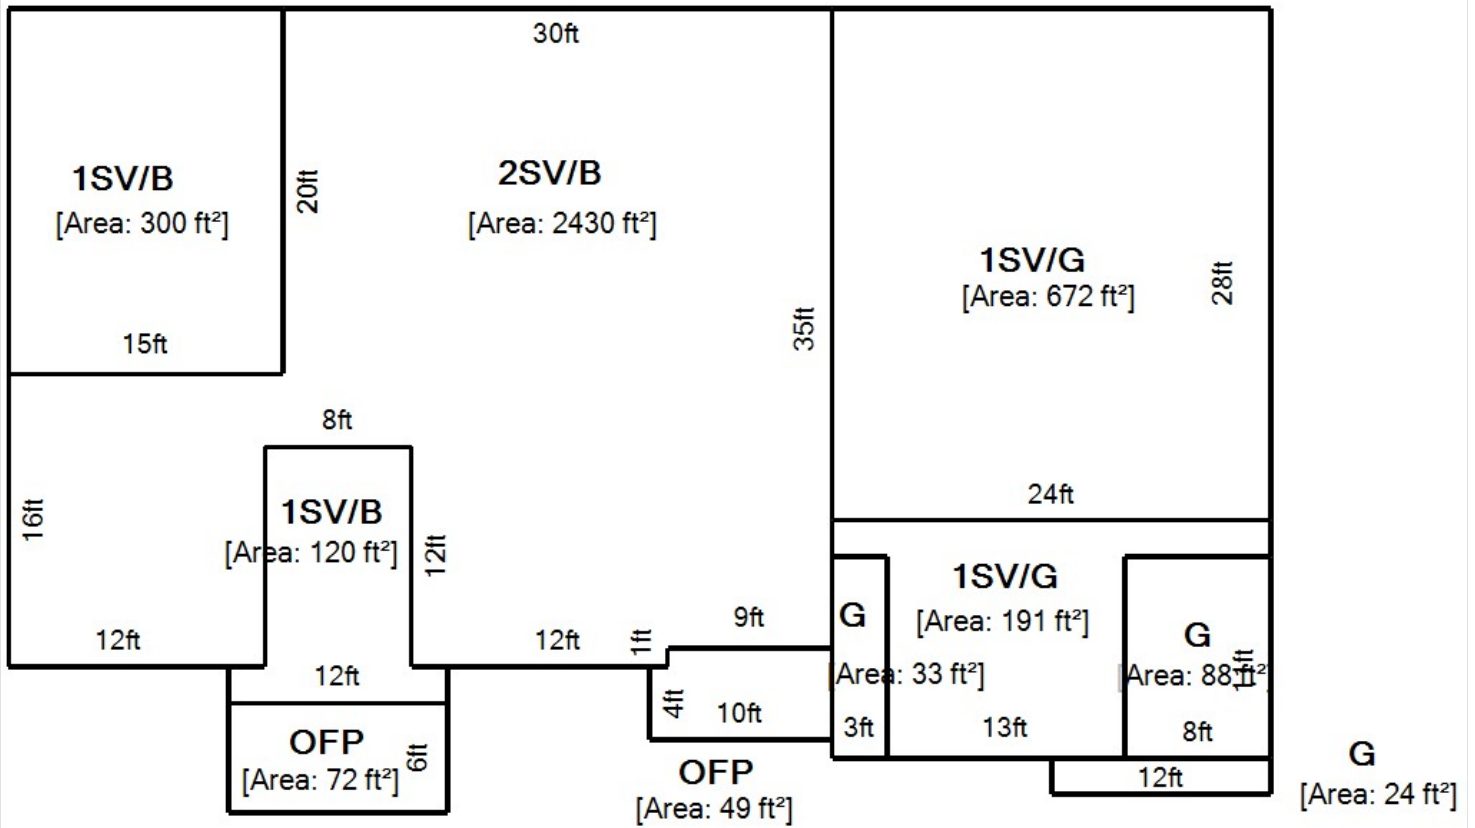 30ft
1SV/B
[Area: 300 ft²]
20ft
2SV/B
[Area: 2430 ft²]
1SV/G
[Area: 672 ft²]
28ft
35ft
15ft
8ft
24ft
16ft
1SV/B
[Area: 120 ft²]
12ft
1SV/G
[Area: 191 ft²]
G
[Area: 33 ft²]
G
[Area: 88 ft²]
11ft
9ft
12ft
12ft
1ft
12ft
4ft
10ft
3ft
13ft
8ft
OFP
[Area: 72 ft²]
6ft
OFP
[Area: 49 ft²]
12ft
G
[Area: 24 ft²]